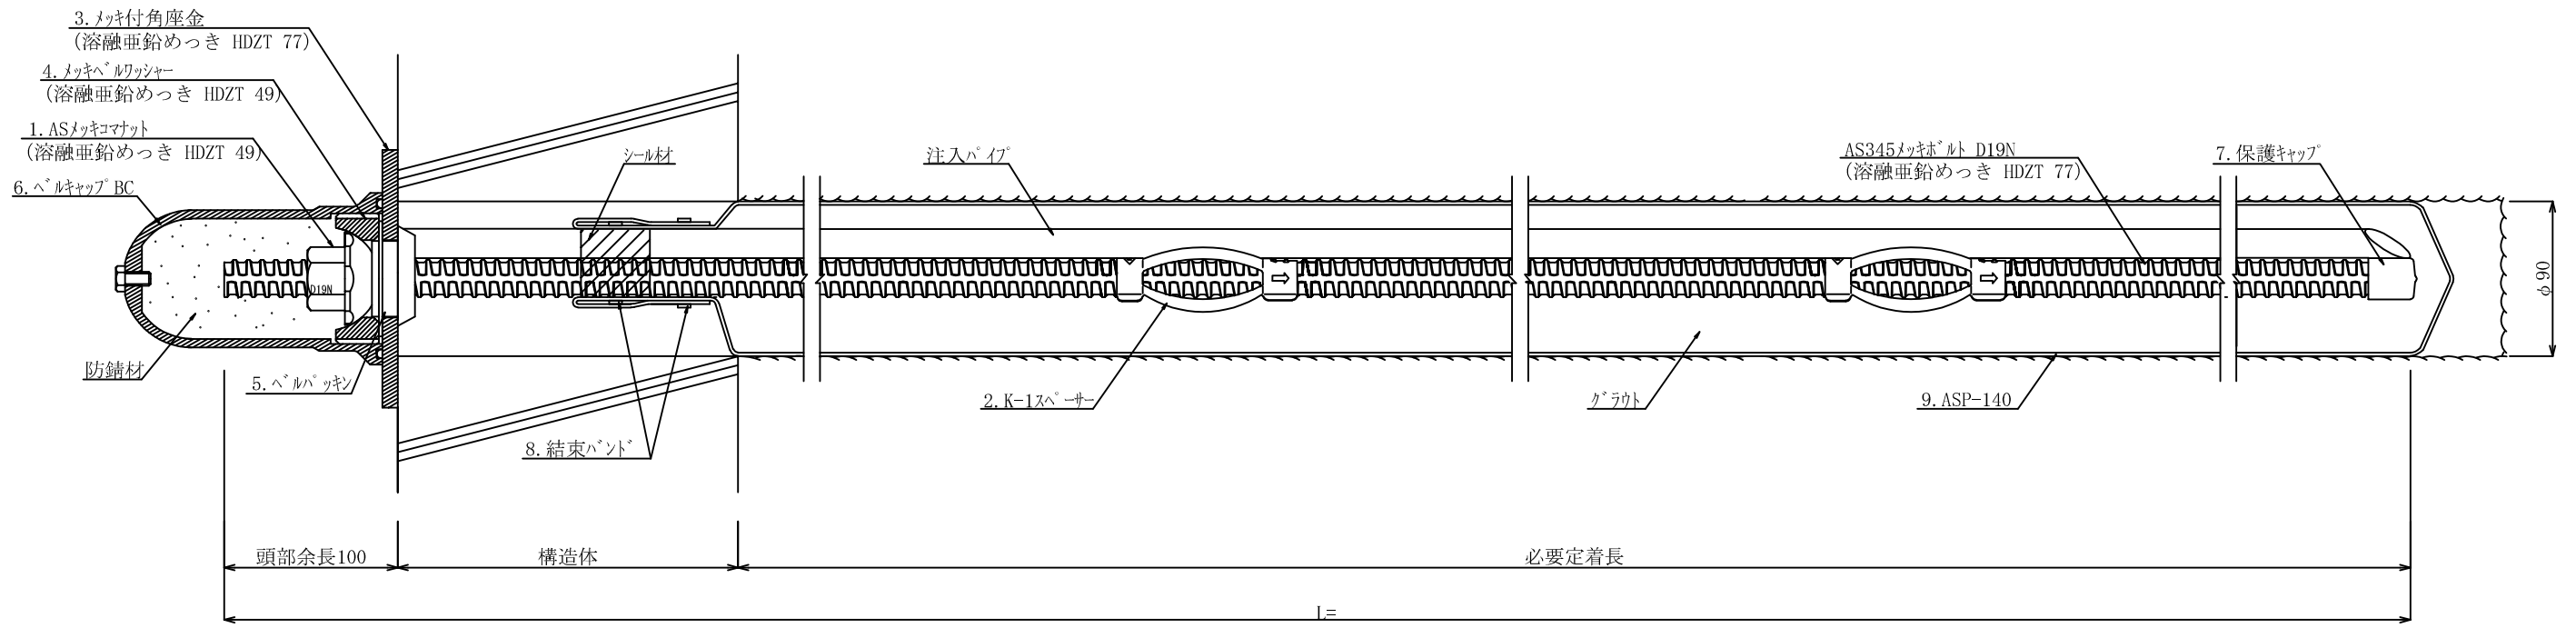 3.ﾒｯｷ付角座金
(溶融亜鉛めっき HDZT 77)
4.ﾒｯｷﾍﾞﾙﾜｯｼｬｰ
(溶融亜鉛めっき HDZT 49)
1.ASﾒｯｷｺﾏﾅｯﾄ
(溶融亜鉛めっき HDZT 49)
6.ﾍﾞﾙｷｬｯﾌﾟBC
ｼｰﾙ材
注入ﾊﾟｲﾌﾟ
AS345ﾒｯｷﾎﾞﾙﾄ D19N
(溶融亜鉛めっき HDZT 77)
7.保護ｷｬｯﾌﾟ
D19N
φ90
防錆材
5.ﾍﾞﾙﾊﾟｯｷﾝ
8.結束ﾊﾞﾝﾄﾞ
2.K-1ｽﾍﾟｰｻｰ
ｸﾞﾗｳﾄ
9.ASP-140
頭部余長100
構造体
必要定着長
L=